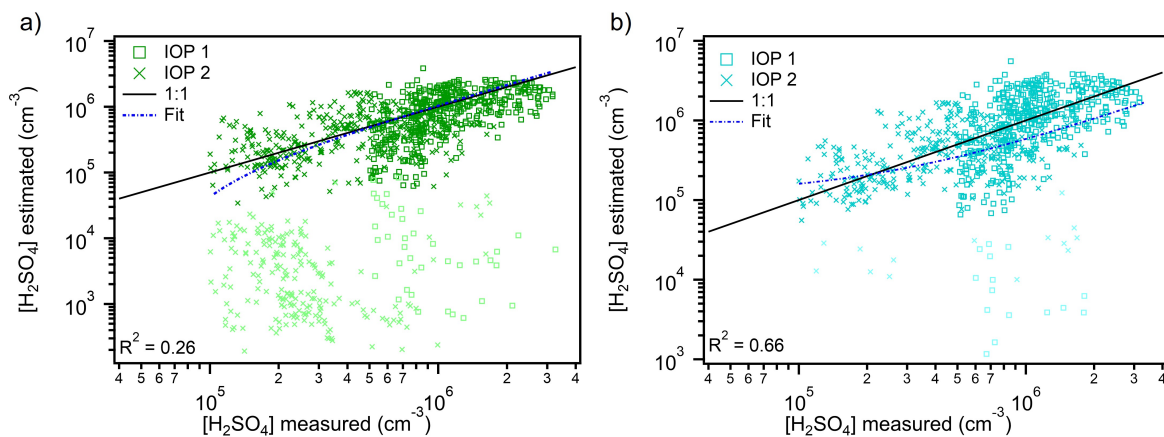 a)
[H2SO4] estimated (cm-3)
10^7
10^6
10^5
10^4
10^3
IOP 1
IOP 2
1:1
Fit
R^2 = 0.26
4 5 6 7 2 3 4 5 6 7 2 3 4
10^5 10^6
[H2SO4] measured (cm-3)
b)
[H2SO4] estimated (cm-3)
10^7
10^6
10^5
10^4
10^3
IOP 1
IOP 2
1:1
Fit
R^2 = 0.66
4 5 6 7 2 3 4 5 6 7 2 3 4
10^5 10^6
[H2SO4] measured (cm-3)